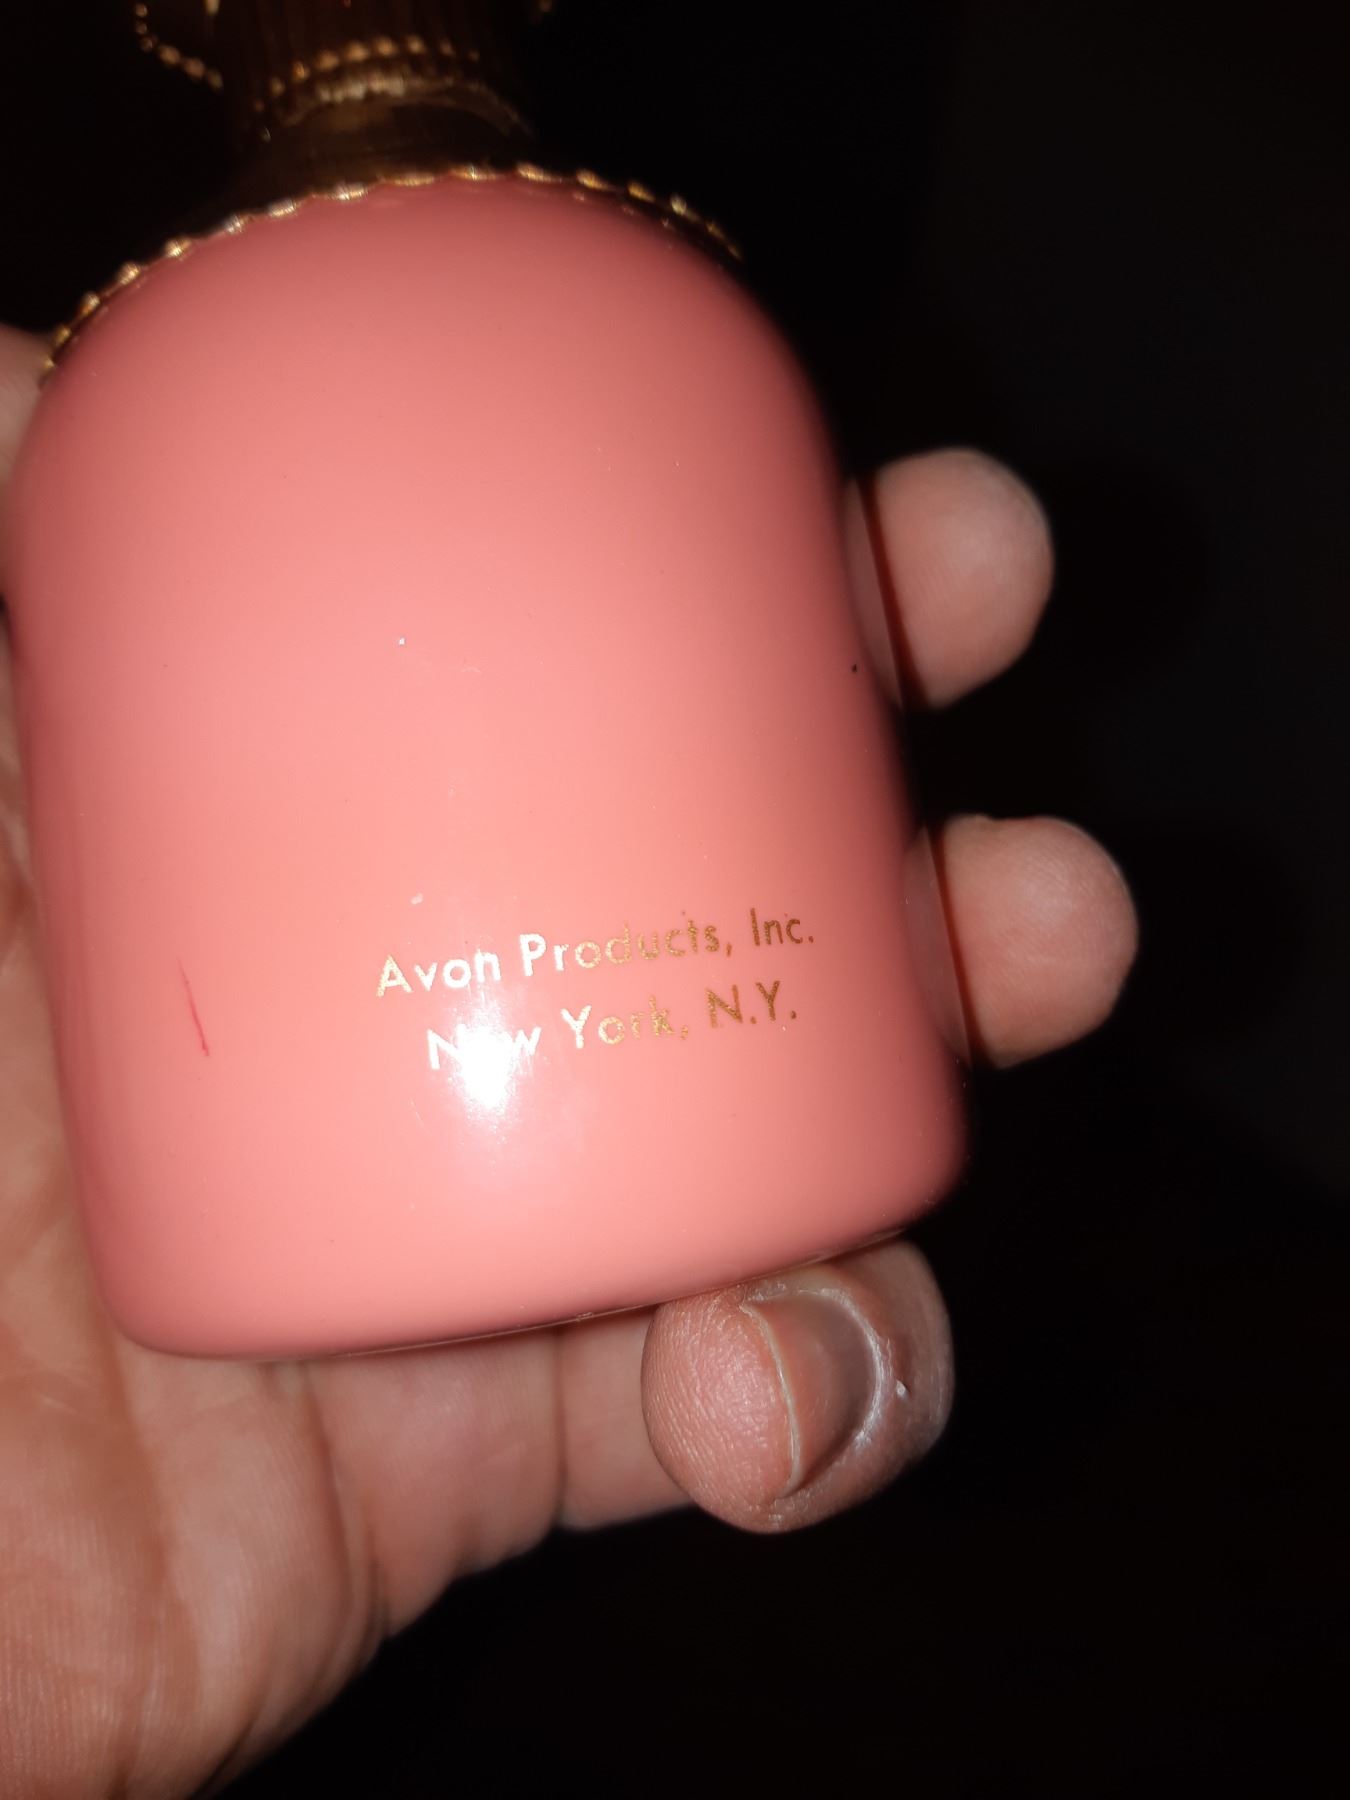 Avon Products, Inc.
New York, N.Y.